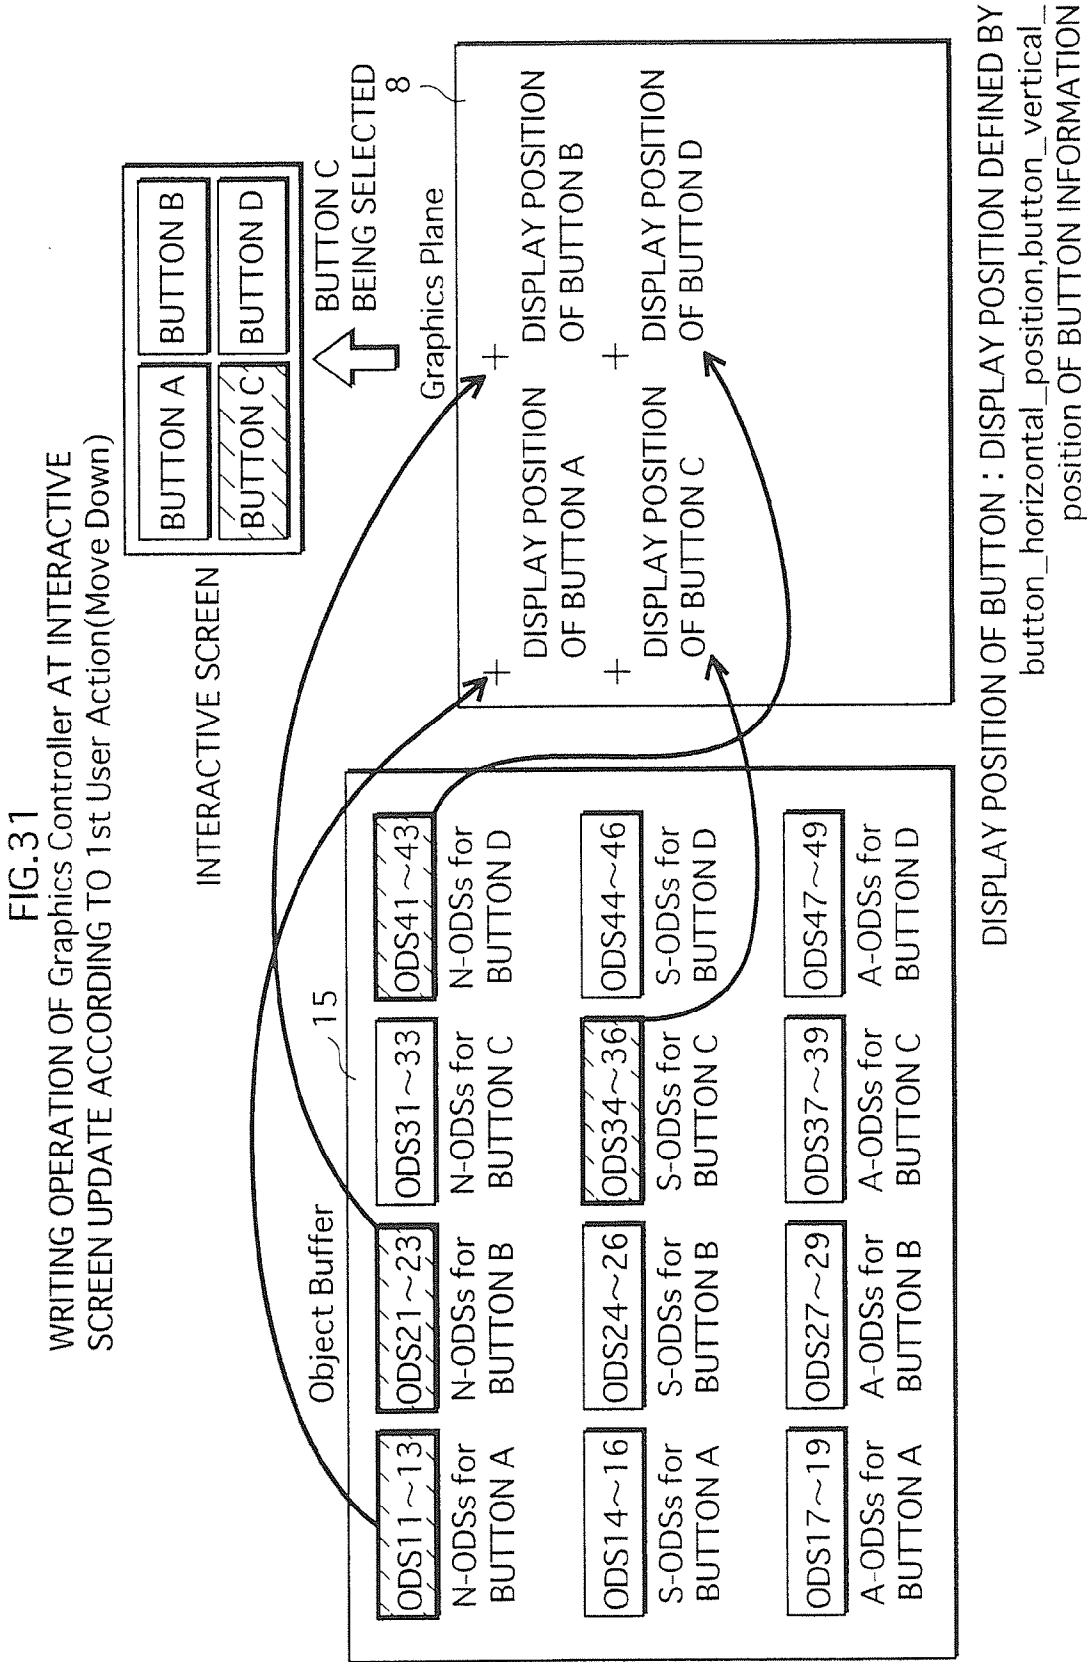 FIG.31
WRITING OPERATION OF Graphics Controller AT INTERACTIVE
SCREEN UPDATE ACCORDING TO 1st User Action(Move Down)
INTERACTIVE SCREEN
BUTTON A
BUTTON B
BUTTON C
BUTTON D
BUTTON C
BEING SELECTED
Object Buffer
15
ODS11~13
N-ODSs for
BUTTON A
ODS21~23
N-ODSs for
BUTTON B
ODS31~33
N-ODSs for
BUTTON C
ODS41~43
N-ODSs for
BUTTON D
ODS14~16
S-ODSs for
BUTTON A
ODS24~26
S-ODSs for
BUTTON B
ODS34~36
S-ODSs for
BUTTON C
ODS44~46
S-ODSs for
BUTTON D
ODS17~19
A-ODSs for
BUTTON A
ODS27~29
A-ODSs for
BUTTON B
ODS37~39
A-ODSs for
BUTTON C
ODS47~49
A-ODSs for
BUTTON D
Graphics Plane
8
DISPLAY POSITION
OF BUTTON A
DISPLAY POSITION
OF BUTTON B
DISPLAY POSITION
OF BUTTON C
DISPLAY POSITION
OF BUTTON D
DISPLAY POSITION OF BUTTON : DISPLAY POSITION DEFINED BY
button_horizontal_position,button_vertical_
position OF BUTTON INFORMATION